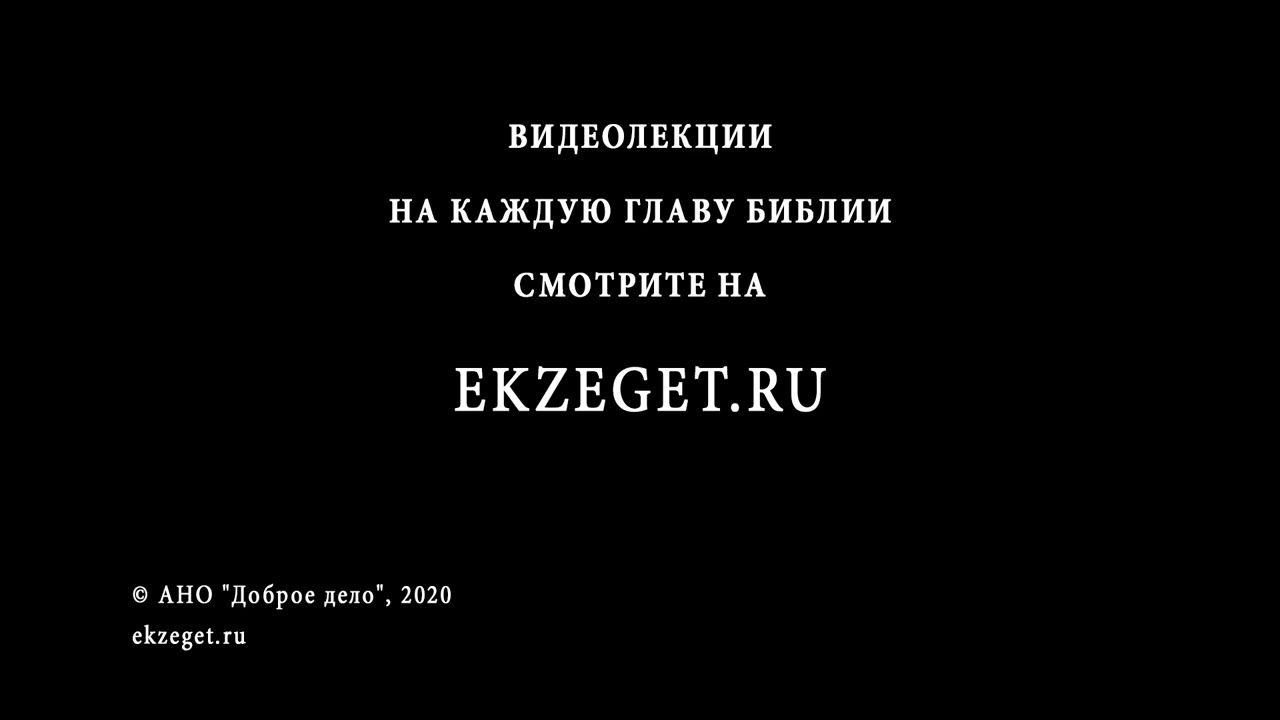 ВИДЕОЛЕКЦИИ
НА КАЖДУЮ ГЛАВУ БИБЛИИ
СМОТРИТЕ НА
EKZEGET.RU
© АНО "Доброе дело", 2020
ekzeget.ru